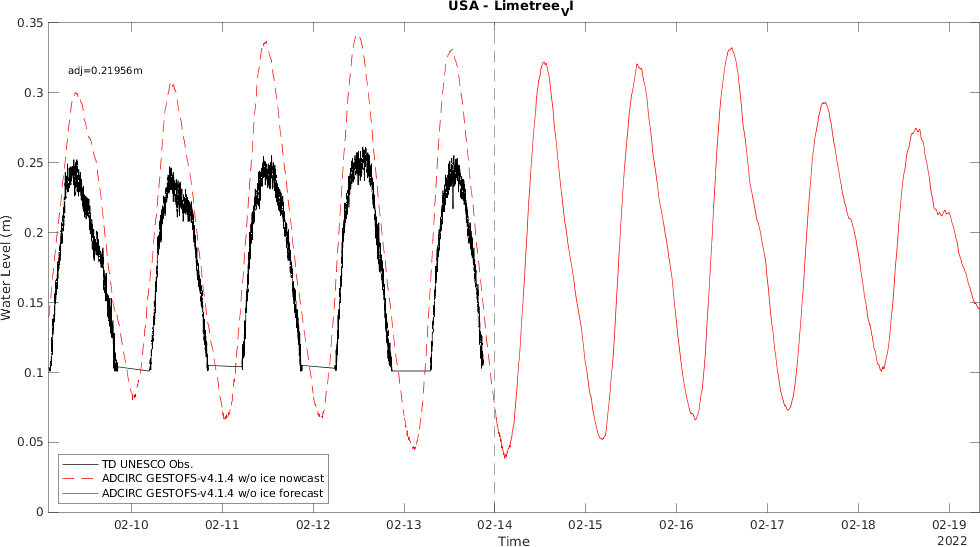 USA - Limetree_VI
0.35
adj=0.21956m
0.3
0.25
0.2
0.15
0.1
0.05
0
Water Level (m)
TD UNESCO Obs.
ADCIRC GESTOFS-v4.1.4 w/o ice nowcast
ADCIRC GESTOFS-v4.1.4 w/o ice forecast
02-10 02-11 02-12 02-13 02-14 02-15 02-16 02-17 02-18 02-19
Time
2022